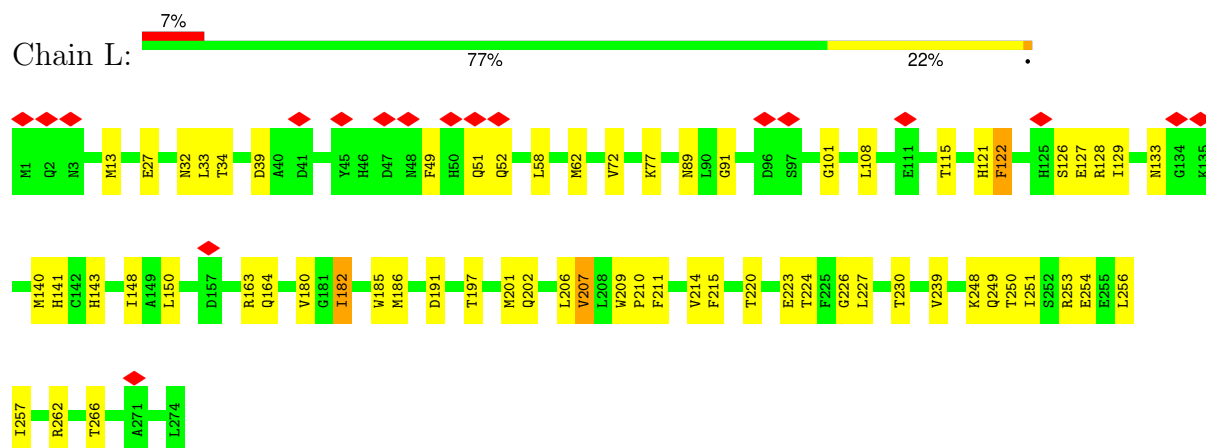 7%
Chain L:
77% 22% •
M1 Q2 N3 M13 E27 N32 L33 T34 D39 A40 D41 Y45 H46 D47 N48 F49 H50 Q51 Q52 L58 M62 V72 K77 N89 L90 G91 D96 S97 G101 L108 E111 T115 H121 F122 H125 S126 E127 R128 I129 N133 G134 K135
M140 H141 C142 H143 I148 A149 L150 D157 R163 Q164 V180 G181 I182 W185 M186 D191 T197 M201 Q202 L206 V207 L208 W209 P210 F211 V214 F215 T220 E223 T224 F225 G226 L227 T230 V239 K248 Q249 T250 I251 S252 R253 E254 E255 L256
I257 R262 T266 A271 L274